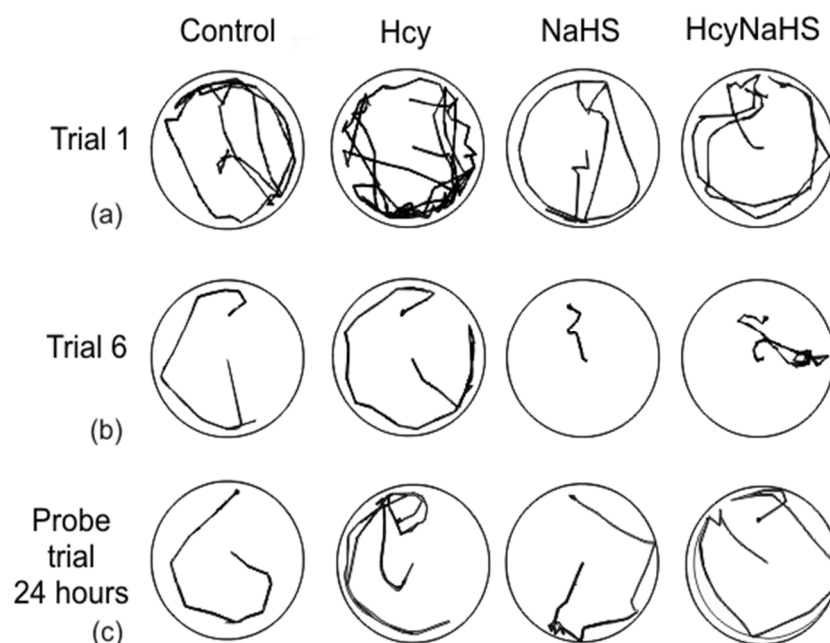 Control Hcy NaHS HcyNaHS
Trial 1
(a)
Trial 6
(b)
Probe
trial
24 hours
(c)